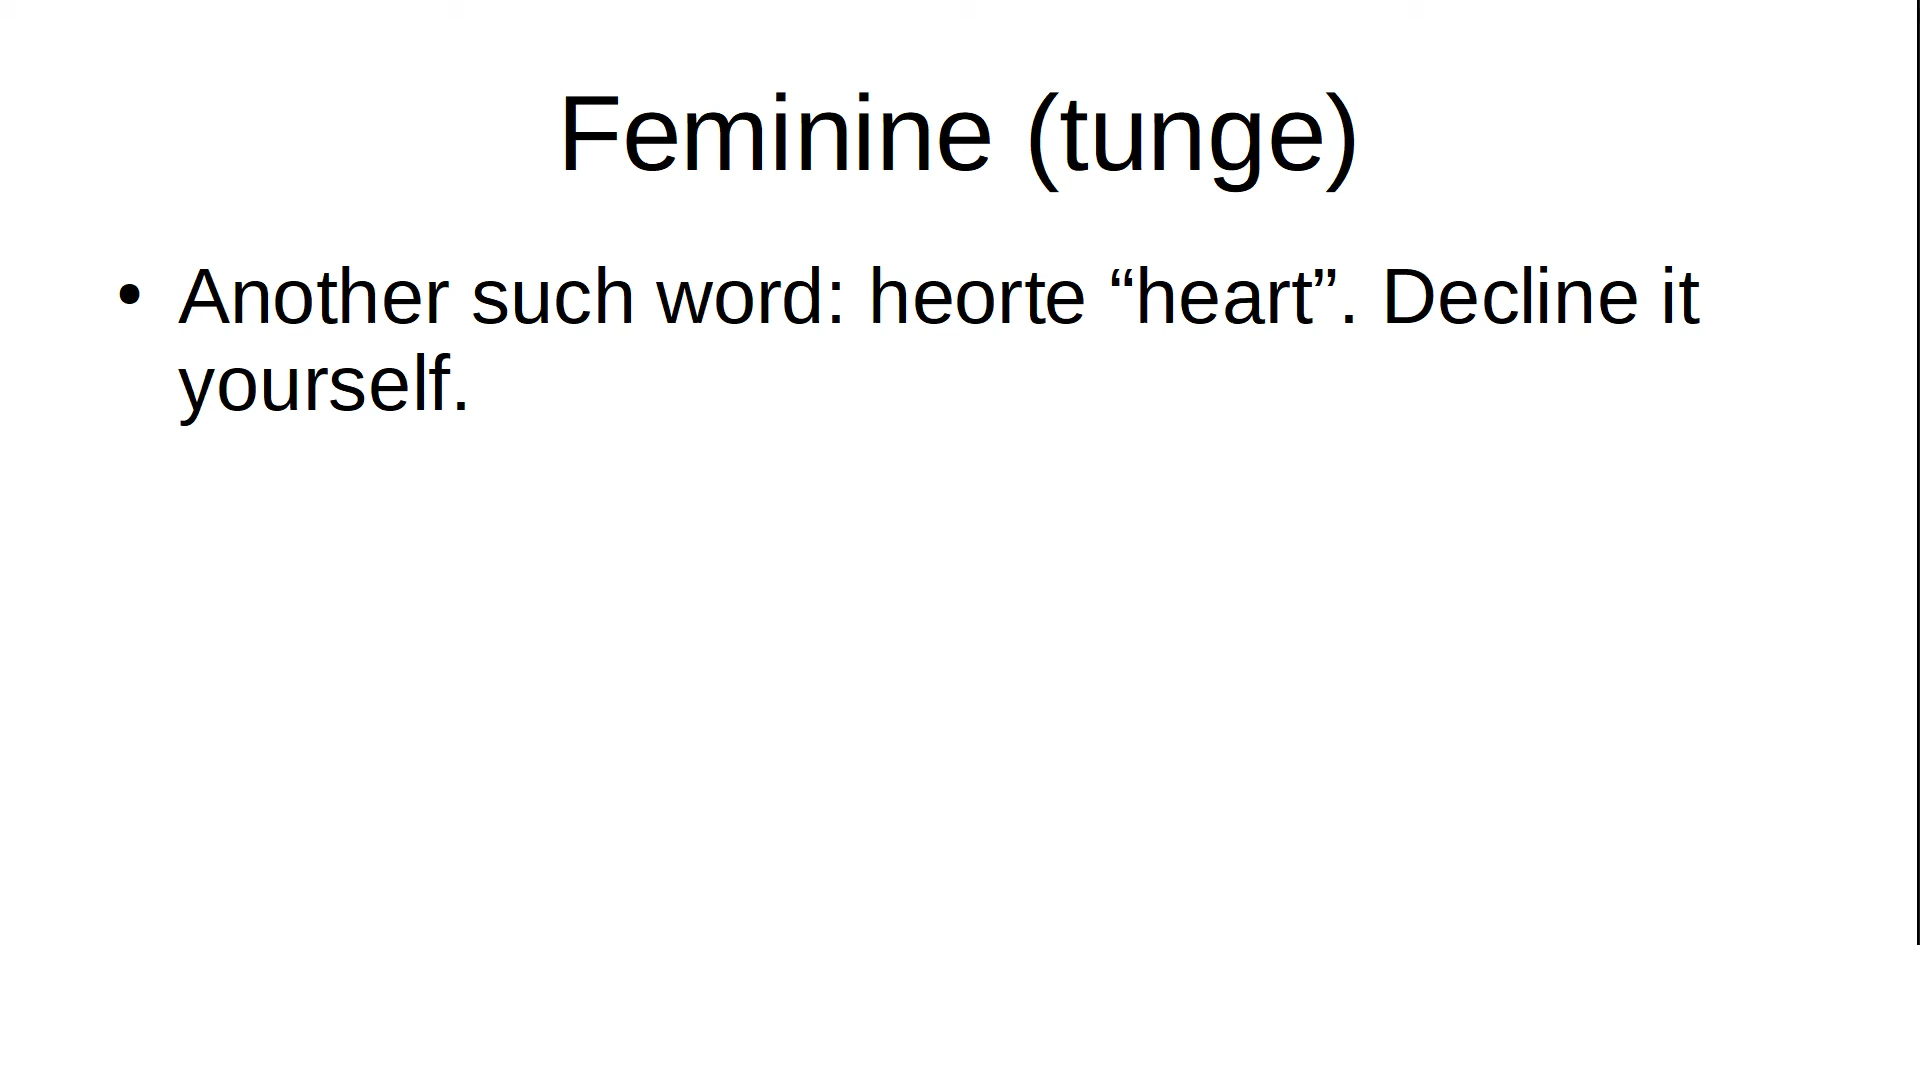 Feminine (tunge)
• Another such word: heorte “heart”. Decline it
yourself.